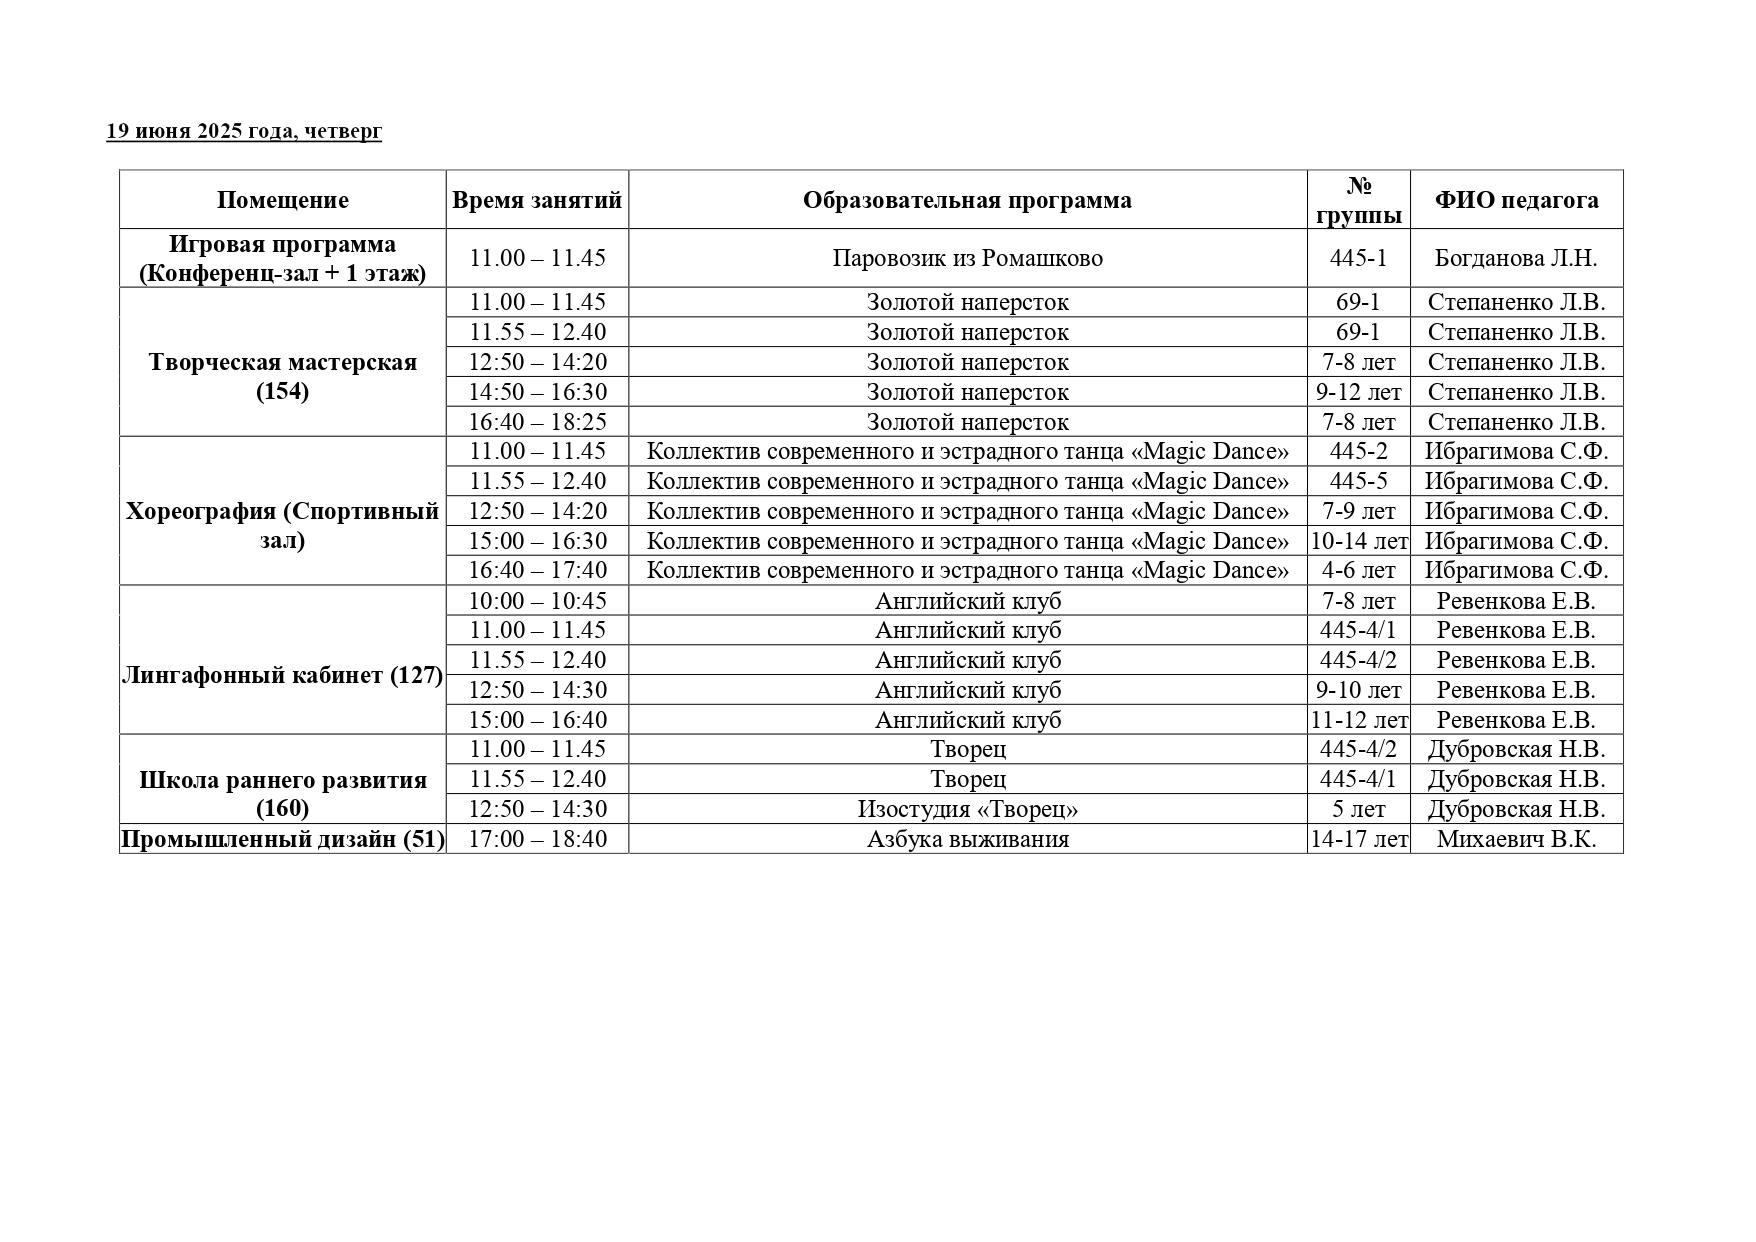 19 июня 2025 года, четверг
Помещение Время занятий Образовательная программа № группы ФИО педагога
Игровая программа (Конференц-зал + 1 этаж) 11.00 – 11.45 Паровозик из Ромашково 445-1 Богданова Л.Н.
Творческая мастерская (154) 11.00 – 11.45 Золотой наперсток 69-1 Степаненко Л.В.
11.55 – 12.40 Золотой наперсток 69-1 Степаненко Л.В.
12:50 – 14:20 Золотой наперсток 7-8 лет Степаненко Л.В.
14:50 – 16:30 Золотой наперсток 9-12 лет Степаненко Л.В.
16:40 – 18:25 Золотой наперсток 7-8 лет Степаненко Л.В.
Хореография (Спортивный зал) 11.00 – 11.45 Коллектив современного и эстрадного танца «Magic Dance» 445-2 Ибрагимова С.Ф.
11.55 – 12.40 Коллектив современного и эстрадного танца «Magic Dance» 445-5 Ибрагимова С.Ф.
12:50 – 14:20 Коллектив современного и эстрадного танца «Magic Dance» 7-9 лет Ибрагимова С.Ф.
15:00 – 16:30 Коллектив современного и эстрадного танца «Magic Dance» 10-14 лет Ибрагимова С.Ф.
16:40 – 17:40 Коллектив современного и эстрадного танца «Magic Dance» 4-6 лет Ибрагимова С.Ф.
Лингафонный кабинет (127) 10:00 – 10:45 Английский клуб 7-8 лет Ревенкова Е.В.
11.00 – 11.45 Английский клуб 445-4/1 Ревенкова Е.В.
11.55 – 12.40 Английский клуб 445-4/2 Ревенкова Е.В.
12:50 – 14:30 Английский клуб 9-10 лет Ревенкова Е.В.
15:00 – 16:40 Английский клуб 11-12 лет Ревенкова Е.В.
Школа раннего развития (160) 11.00 – 11.45 Творец 445-4/2 Дубровская Н.В.
11.55 – 12.40 Творец 445-4/1 Дубровская Н.В.
12:50 – 14:30 Изостудия «Творец» 5 лет Дубровская Н.В.
Промышленный дизайн (51) 17:00 – 18:40 Азбука выживания 14-17 лет Михаевич В.К.